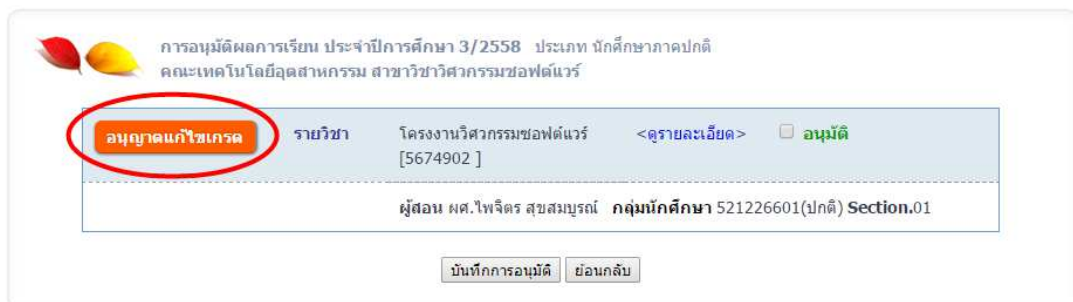 การอนุมัติผลการเรียน ประจำปีการศึกษา 3/2558 ประเภท นักศึกษาภาคปกติ
คณะเทคโนโลยีอุตสาหกรรม สาขาวิชาวิศวกรรมซอฟต์แวร์
อนุญาตแก้ไขเกรด รายวิชา โครงงานวิศวกรรมซอฟต์แวร์ <ดูรายละเอียด> อนุมัติ
[5674902 ]
ผู้สอน ผศ.ไพจิตร สุขสมบูรณ์ กลุ่มนักศึกษา 521226601(ปกติ) Section.01
บันทึกการอนุมัติ ย้อนกลับ